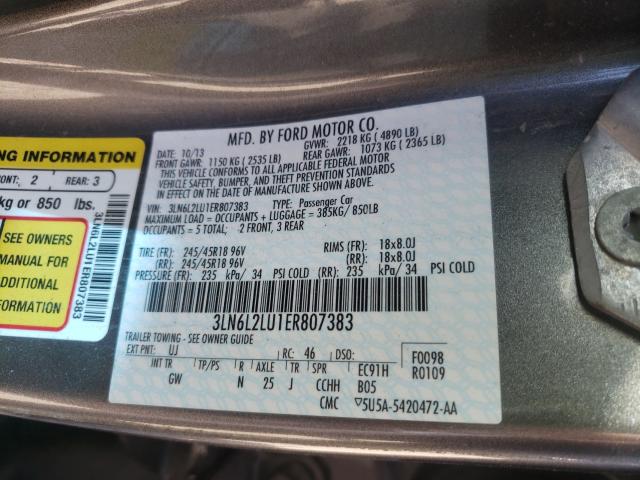 NG INFORMATION
ONT: 2 REAR: 3
kg or 850 lbs.
SEE OWNERS
MANUAL FOR
ADDITIONAL
INFORMATION
3LN6L2LU1ER807383
MFD. BY FORD MOTOR CO.
DATE: 10/13 GVWR: 2218 KG ( 4890 LB)
FRONT GAWR: 1150 KG ( 2535 LB) REAR GAWR: 1073 KG ( 2365 LB)
THIS VEHICLE CONFORMS TO ALL APPLICABLE FEDERAL MOTOR
VEHICLE SAFETY, BUMPER, AND THEFT PREVENTION STANDARDS
IN EFFECT ON THE DATE OF MANUFACTURE SHOWN ABOVE.
VIN: 3LN6L2LU1ER807383 TYPE: Passenger Car
MAXIMUM LOAD = OCCUPANTS + LUGGAGE = 385KG/ 850LB
OCCUPANTS = 5 TOTAL; 2 FRONT, 3 REAR
TIRE (FR): 245/45R18 96V RIMS (FR): 18x8.0J
(RR): 245/45R18 96V (RR): 18x8.0J
PRESSURE (FR): 235 kPa/ 34 PSI COLD (RR): 235 kPa/ 34 PSI COLD
3LN6L2LU1ER807383
TRAILER TOWING - SEE OWNER GUIDE
EXT PNT: UJ RC: 46 DSO: F0098
INT TR TP/PS R AXLE TR SPR EC91H R0109
GW N 25 J CCHH B05
CMC ▽5U5A-5420472-AA